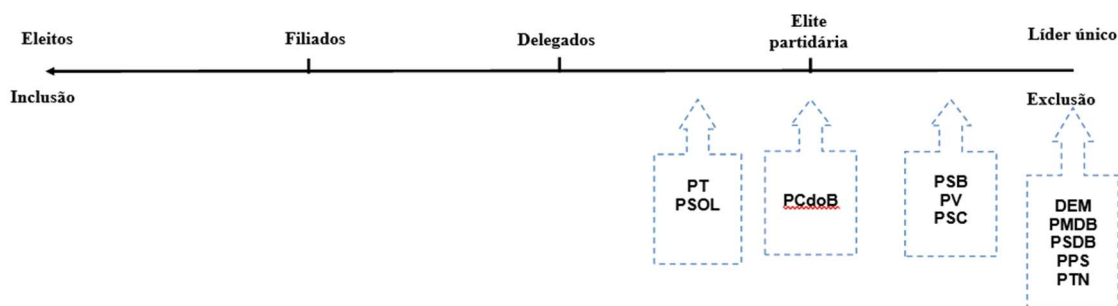 Eleitos
Filiados
Delegados
Elite
partidária
Líder único
Inclusão
Exclusão
PT
PSOL
PCdoB
PSB
PV
PSC
DEM
PMDB
PSDB
PPS
PTN